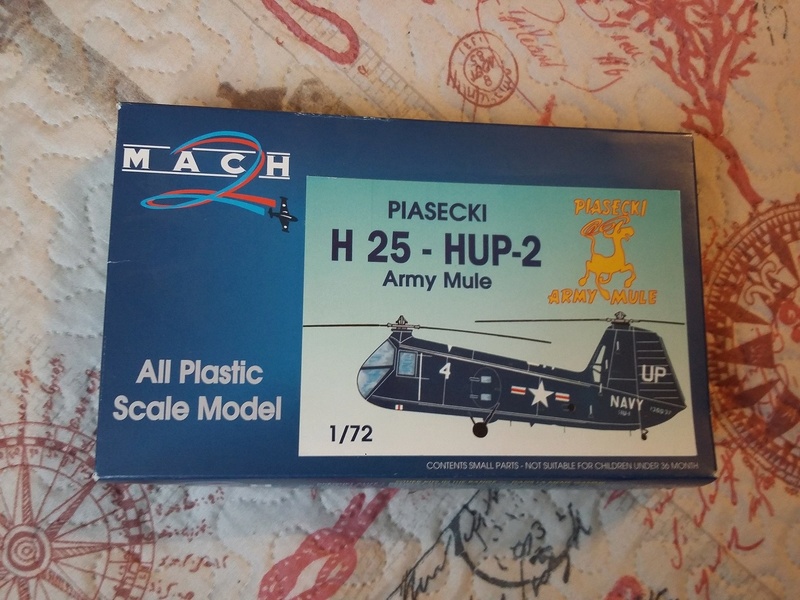 MACH
2
PIASECKI
H 25 - HUP-2
Army Mule
PIASECKI
ARMY MULE
All Plastic
Scale Model
4
UP
NAVY
1/72
CONTENTS SMALL PARTS - NOT SUITABLE FOR CHILDREN UNDER 36 MONTH